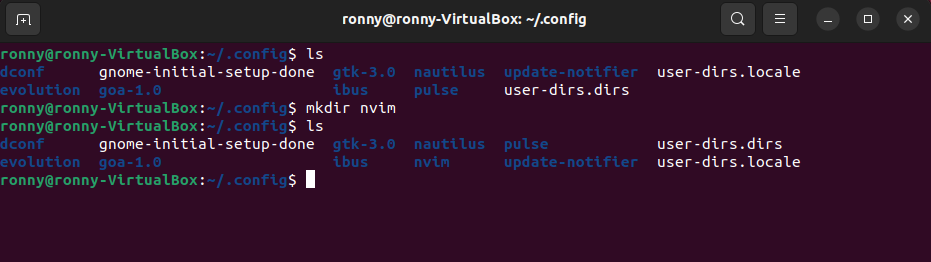 ronny@ronny-VirtualBox: ~/.config
ronny@ronny-VirtualBox:~/.config$ ls
dconf gnome-initial-setup-done gtk-3.0 nautilus update-notifier user-dirs.locale
evolution goa-1.0 ibus pulse user-dirs.dirs
ronny@ronny-VirtualBox:~/.config$ mkdir nvim
ronny@ronny-VirtualBox:~/.config$ ls
dconf gnome-initial-setup-done gtk-3.0 nautilus pulse user-dirs.dirs
evolution goa-1.0 ibus nvim update-notifier user-dirs.locale
ronny@ronny-VirtualBox:~/.config$